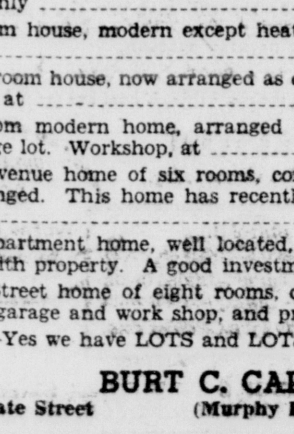 m house, modern except hea
room house, now arranged as
at
om modern home, arranged
e lot. Workshop, at
venue home of six rooms, co
nged. This home has recentl
partment home, well located,
ith property. A good investm
Street home of eight rooms,
garage and work shop, and p
-Yes we have LOTS and LOT
BURT C. CA
ate Street (Murphy